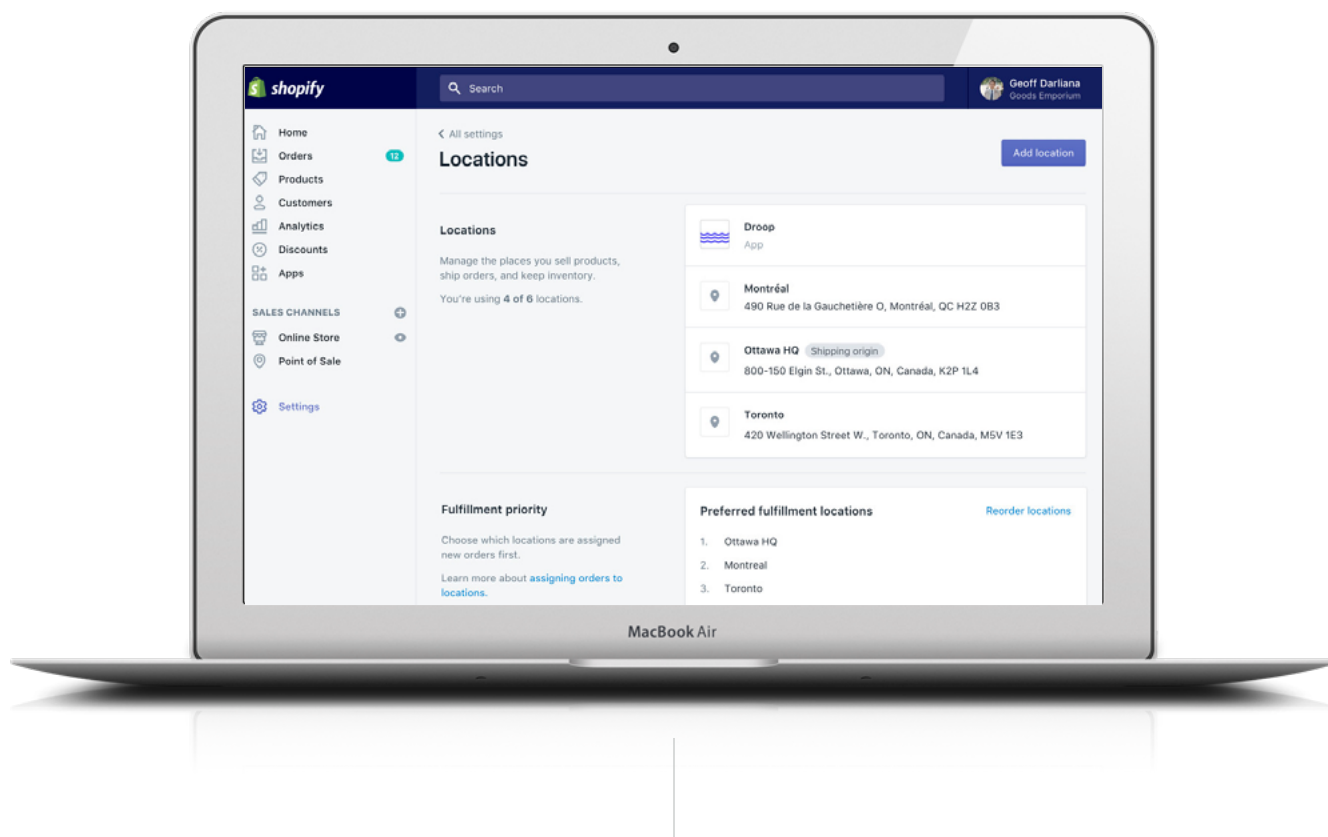 shopify
Search
Geoff Darliana
Goods Emporium
Home
Orders
12
Products
Customers
Analytics
Discounts
Apps
SALES CHANNELS
Online Store
Point of Sale
Settings
All settings
Locations
Add location
Locations
Manage the places you sell products,
ship orders, and keep inventory.
You're using 4 of 6 locations.
Droop
App
Montréal
490 Rue de la Gauchetière O, Montréal, QC H2Z 0B3
Ottawa HQ Shipping origin
800-150 Elgin St., Ottawa, ON, Canada, K2P 1L4
Toronto
420 Wellington Street W., Toronto, ON, Canada, M5V 1E3
Fulfillment priority
Choose which locations are assigned
new orders first.
Learn more about assigning orders to
locations.
Preferred fulfillment locations
Reorder locations
1. Ottawa HQ
2. Montreal
3. Toronto
MacBook Air